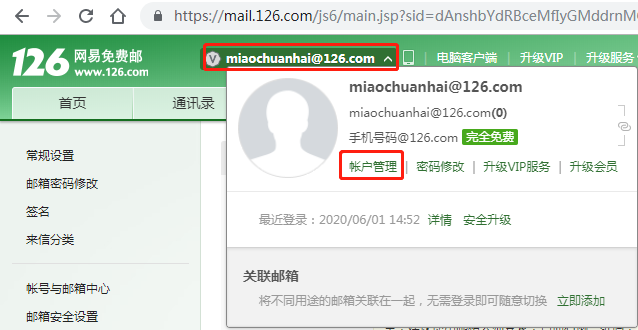 https://mail.126.com/js6/main.jsp?sid=dAnshbYdRBceMfIyGMddrnM
126 网易免费邮
www.126.com
miaochuanhai@126.com
电脑客户端 | 升级VIP | 升级服务
首页 通讯录
miaochuanhai@126.com
miaochuanhai@126.com(0)
手机号码@126.com 完全免费
帐户管理 | 密码修改 | 升级VIP服务 | 升级会员
常规设置
邮箱密码修改
签名
来信分类
最近登录：2020/06/01 14:52 详情 安全升级
帐号与邮箱中心
邮箱安全设置
关联邮箱
将不同用途的邮箱关联在一起，无需登录即可随意切换 立即添加